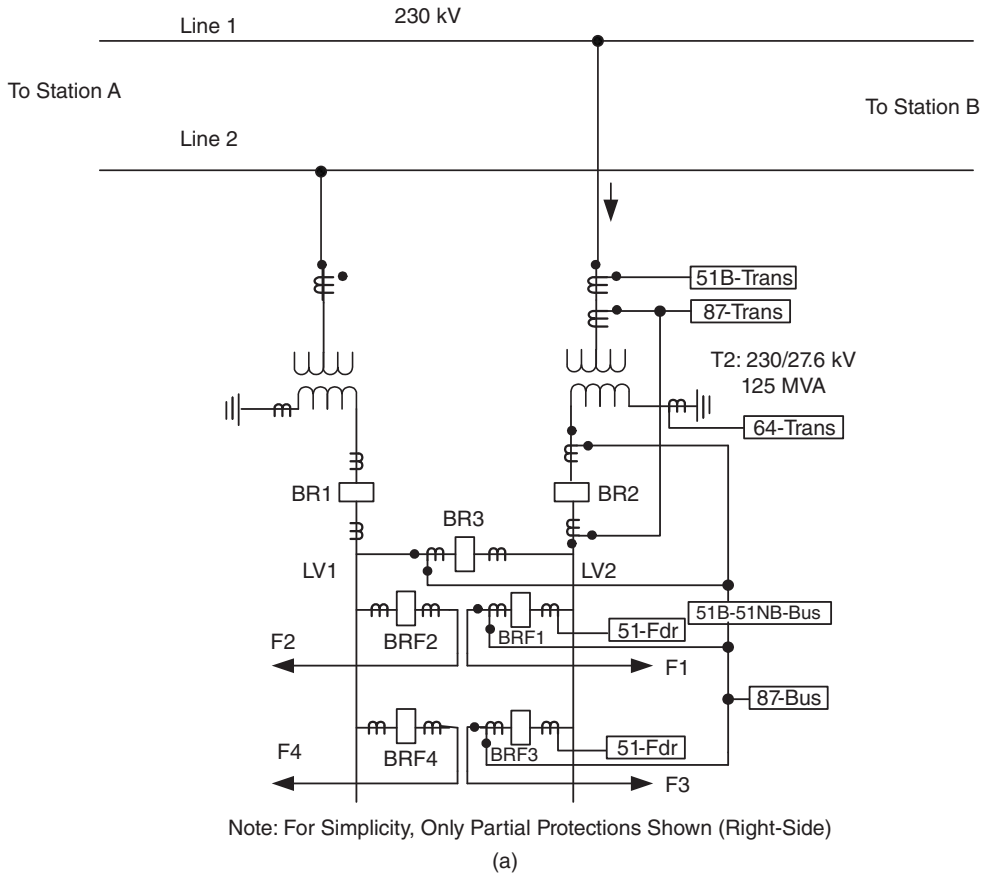 230 kV
Line 1
To Station A
To Station B
Line 2
51B-Trans
87-Trans
T2: 230/27.6 kV
125 MVA
64-Trans
BR1
BR2
BR3
LV1
LV2
51B-51NB-Bus
51-Fdr
BRF2
BRF1
F2
F1
87-Bus
51-Fdr
BRF4
BRF3
F4
F3
Note: For Simplicity, Only Partial Protections Shown (Right-Side)
(a)